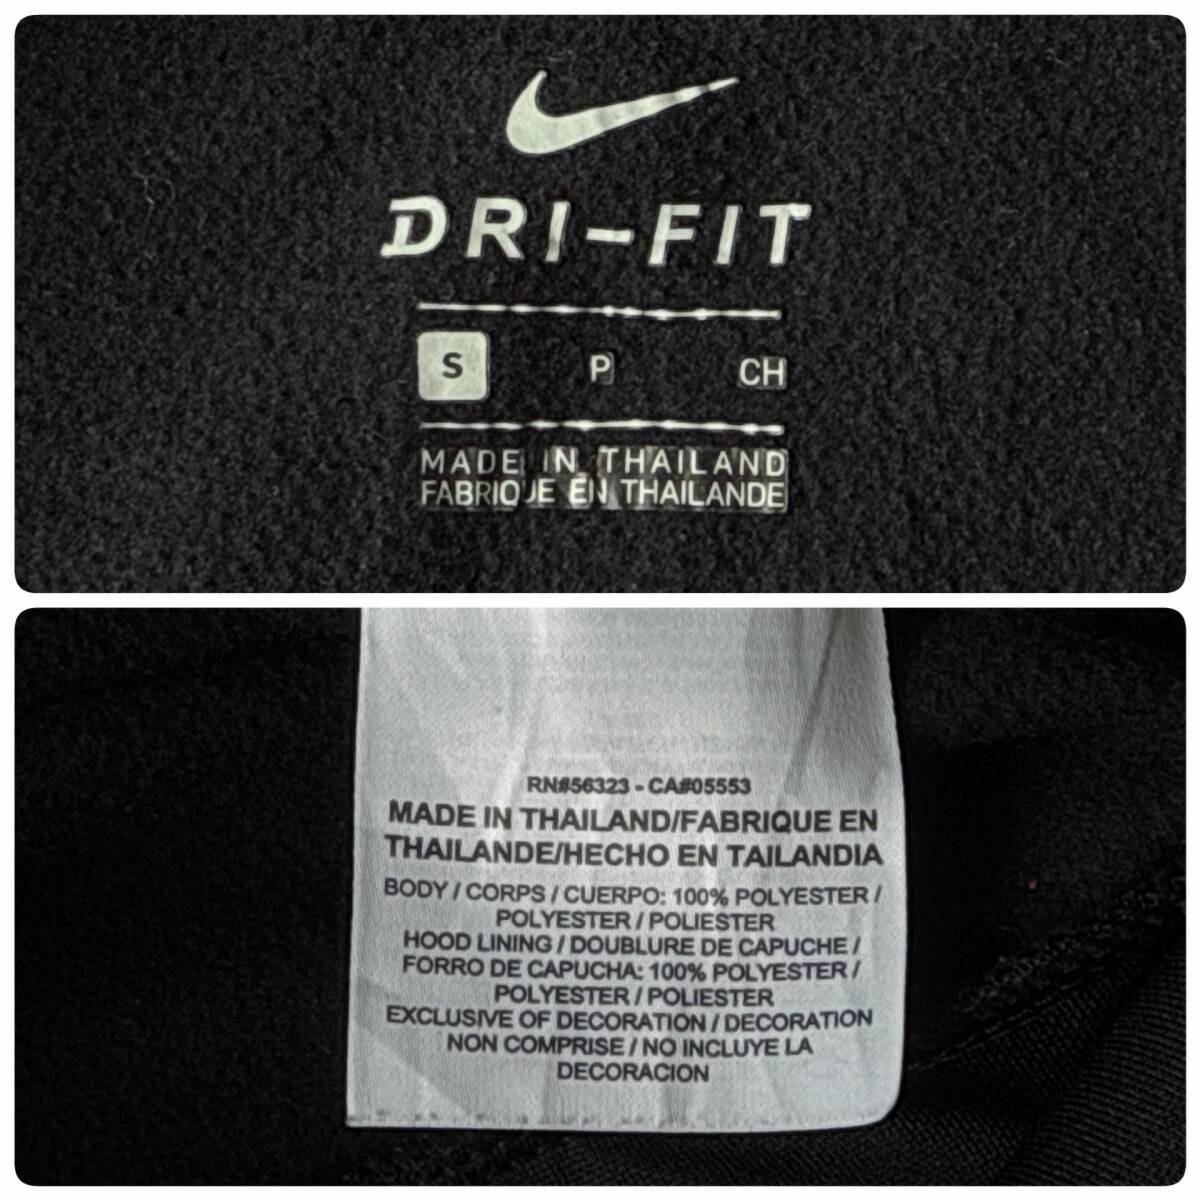 DRI-FIT
S P CH
MADE IN THAILAND
FABRIQUE EN THAILANDE
RN#56323 - CA#05553
MADE IN THAILAND/FABRIQUE EN
THAILANDE/HECHO EN TAILANDIA
BODY / CORPS / CUERPO: 100% POLYESTER /
POLYESTER / POLIESTER
HOOD LINING / DOUBLURE DE CAPUCHE /
FORRO DE CAPUCHA: 100% POLYESTER /
POLYESTER / POLIESTER
EXCLUSIVE OF DECORATION / DECORATION
NON COMPRISE / NO INCLUYE LA
DECORACION